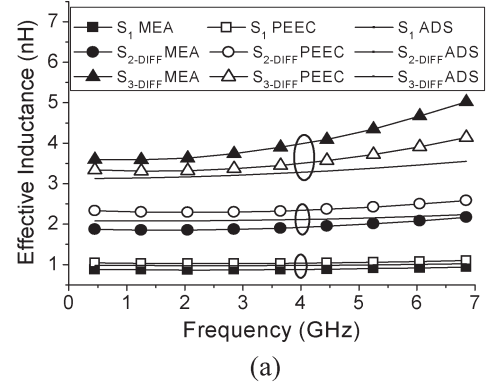 S1 MEA S1 PEEC S1 ADS
S2-DIFF MEA S2-DIFF PEEC S2-DIFF ADS
S3-DIFF MEA S3-DIFF PEEC S3-DIFF ADS
Effective Inductance (nH)
7
6
5
4
3
2
1
0 1 2 3 4 5 6 7
Frequency (GHz)
(a)